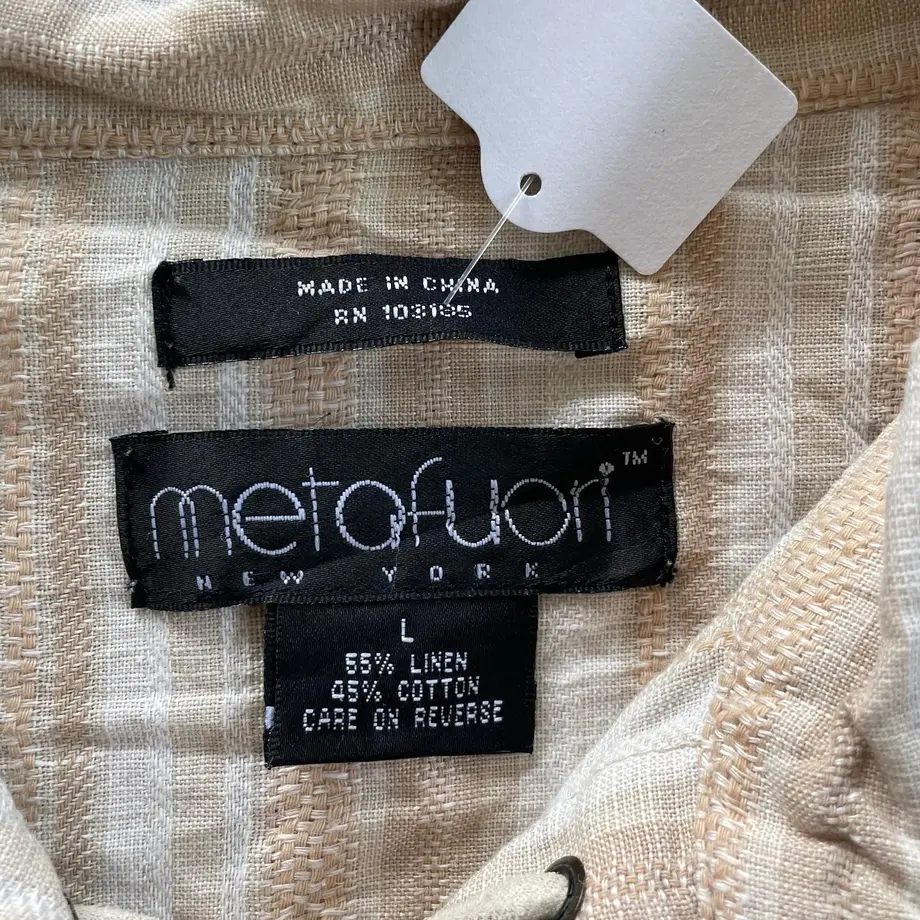 MADE IN CHINA
RN 103195
metafuori™
NEW YORK
L
55% LINEN
45% COTTON
CARE ON REVERSE